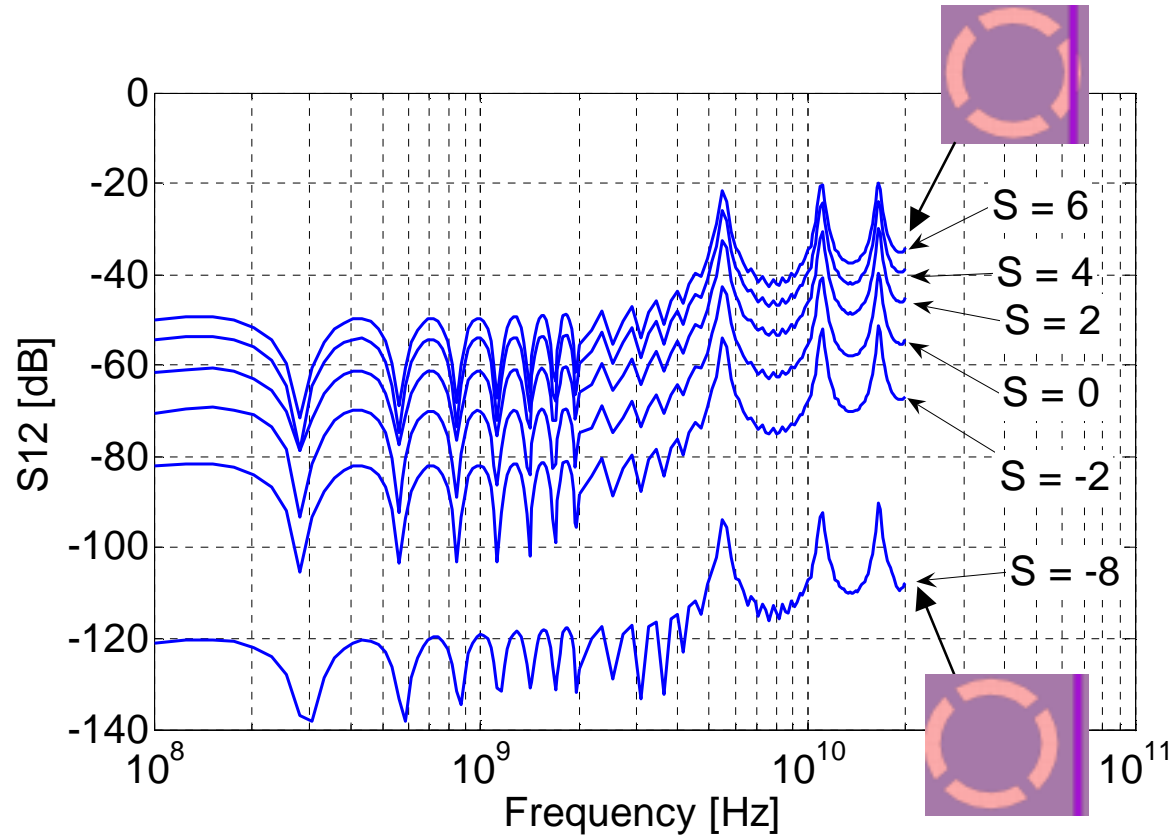 0
-20
-40
-60
-80
-100
-120
-140
S12 [dB]
10^8
10^9
10^10
10^11
Frequency [Hz]
S = 6
S = 4
S = 2
S = 0
S = -2
S = -8